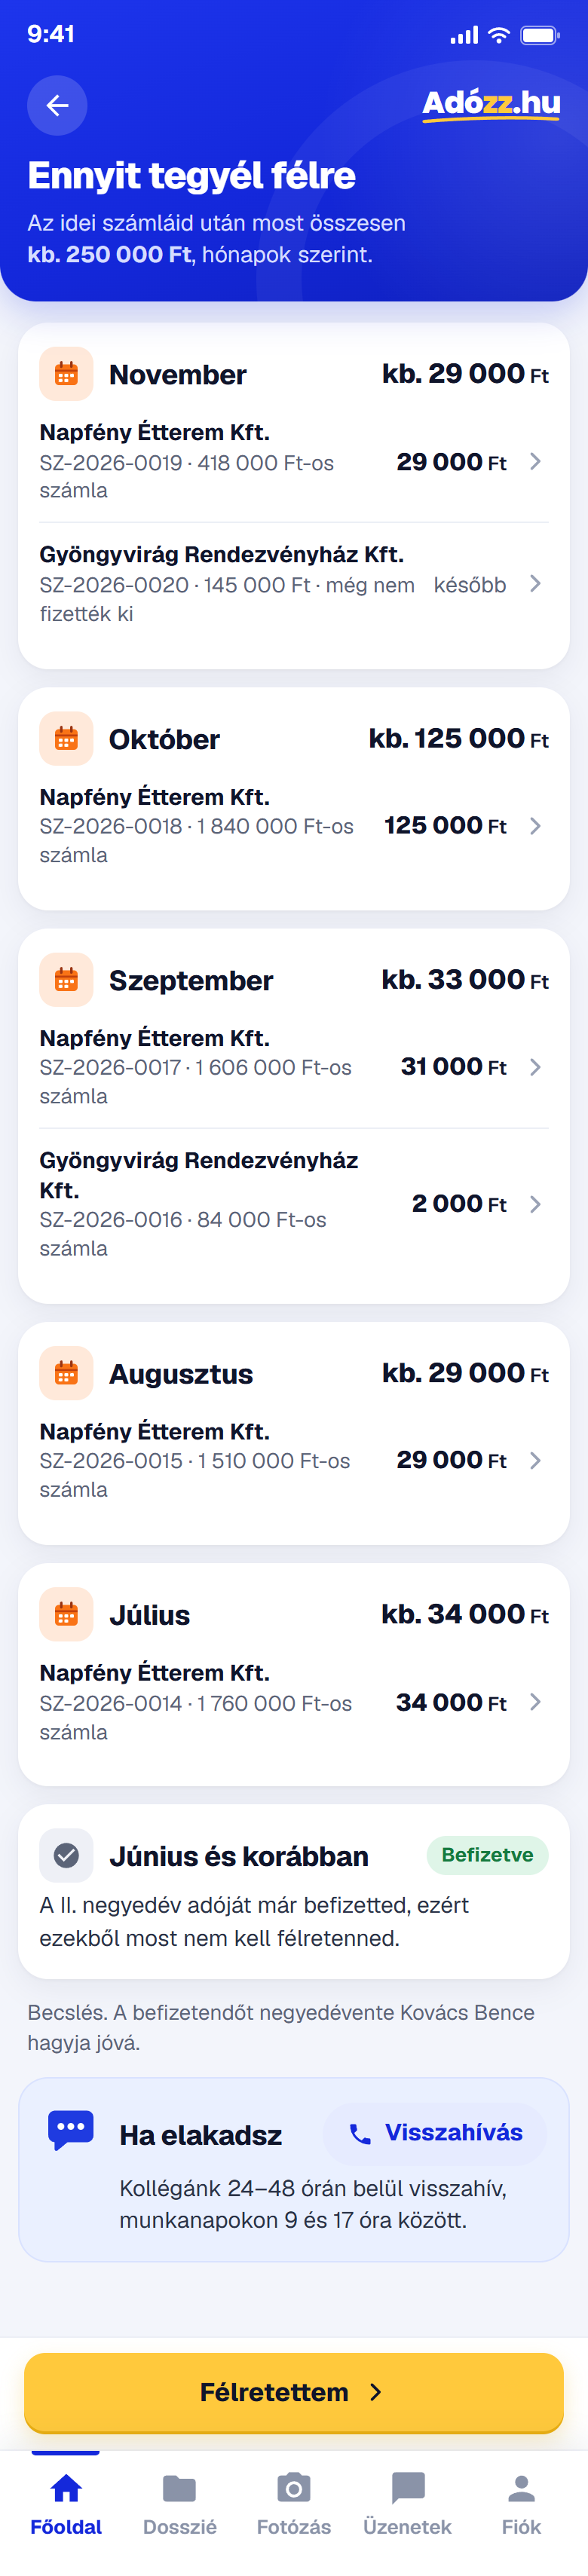 9:41
Adózz.hu
Ennyit tegyél félre
Az idei számláid után most összesen
kb. 250 000 Ft, hónapok szerint.
November kb. 29 000 Ft
Napfény Étterem Kft.
SZ-2026-0019 · 418 000 Ft-os 29 000 Ft
számla
Gyöngyvirág Rendezvényház Kft.
SZ-2026-0020 · 145 000 Ft · még nem később
fizették ki
Október kb. 125 000 Ft
Napfény Étterem Kft.
SZ-2026-0018 · 1 840 000 Ft-os 125 000 Ft
számla
Szeptember kb. 33 000 Ft
Napfény Étterem Kft.
SZ-2026-0017 · 1 606 000 Ft-os 31 000 Ft
számla
Gyöngyvirág Rendezvényház
Kft.
2 000 Ft
SZ-2026-0016 · 84 000 Ft-os
számla
Augusztus kb. 29 000 Ft
Napfény Étterem Kft.
SZ-2026-0015 · 1 510 000 Ft-os 29 000 Ft
számla
Július kb. 34 000 Ft
Napfény Étterem Kft.
SZ-2026-0014 · 1 760 000 Ft-os 34 000 Ft
számla
Június és korábban Befizetve
A II. negyedév adóját már befizetted, ezért
ezekből most nem kell félretenned.
Becslés. A befizetendőt negyedévente Kovács Bence
hagyja jóvá.
Ha elakadsz Visszahívás
Kollégánk 24–48 órán belül visszahív,
munkanapokon 9 és 17 óra között.
Félretettem
Főoldal Dosszié Fotózás Üzenetek Fiók